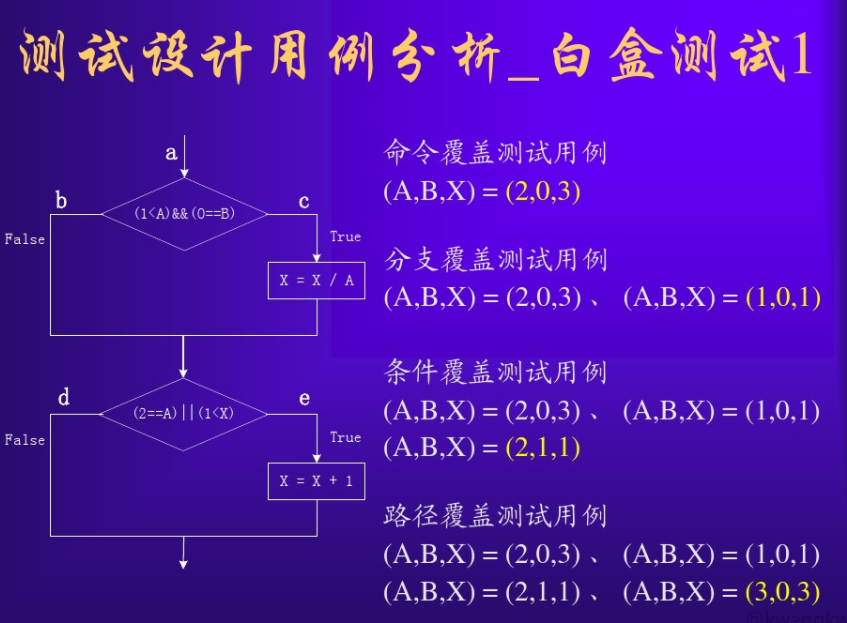 测试设计用例分析_白盒测试1
a
b
c
(1<A)&&(0==B)
False
True
X = X / A
d
e
(2==A)||(1<X)
False
True
X = X + 1
命令覆盖测试用例
(A,B,X) = (2,0,3)
分支覆盖测试用例
(A,B,X) = (2,0,3) 、 (A,B,X) = (1,0,1)
条件覆盖测试用例
(A,B,X) = (2,0,3) 、 (A,B,X) = (1,0,1)
(A,B,X) = (2,1,1)
路径覆盖测试用例
(A,B,X) = (2,0,3) 、 (A,B,X) = (1,0,1)
(A,B,X) = (2,1,1) 、 (A,B,X) = (3,0,3)